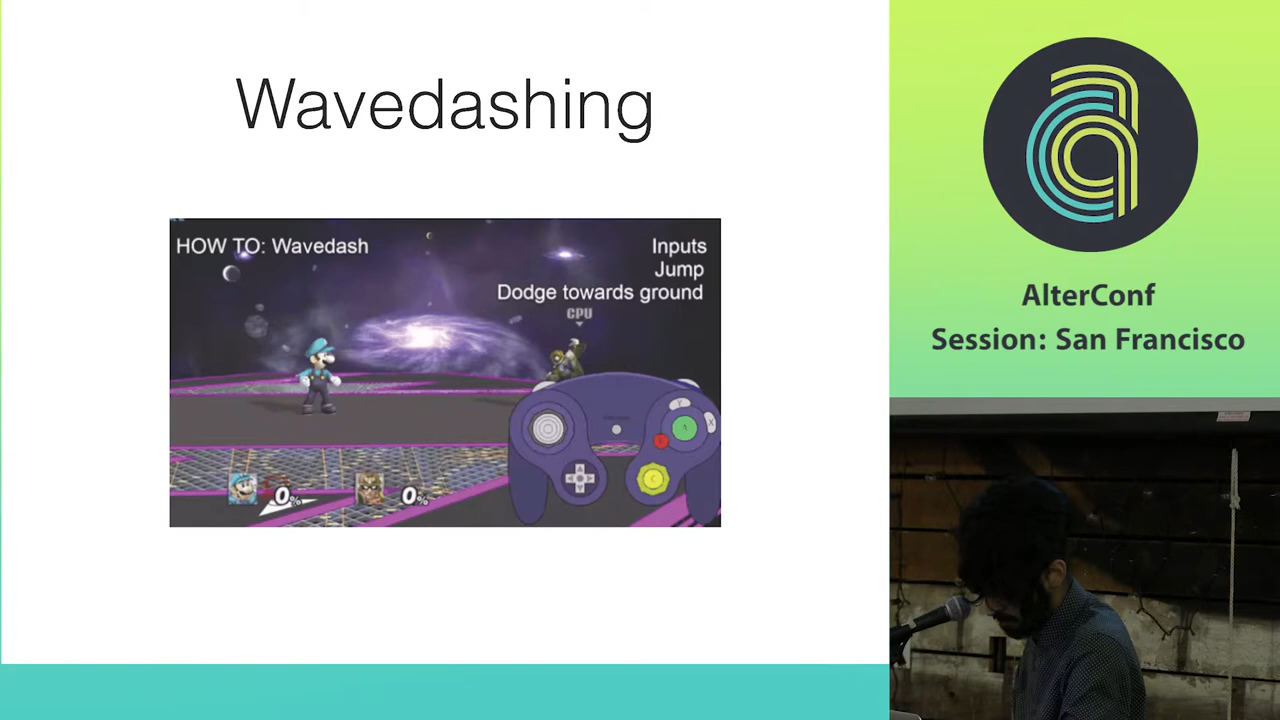 Wavedashing
HOW TO: Wavedash
Inputs
Jump
Dodge towards ground
CPU
0%
0%
Y
X
A
C
AlterConf
Session: San Francisco